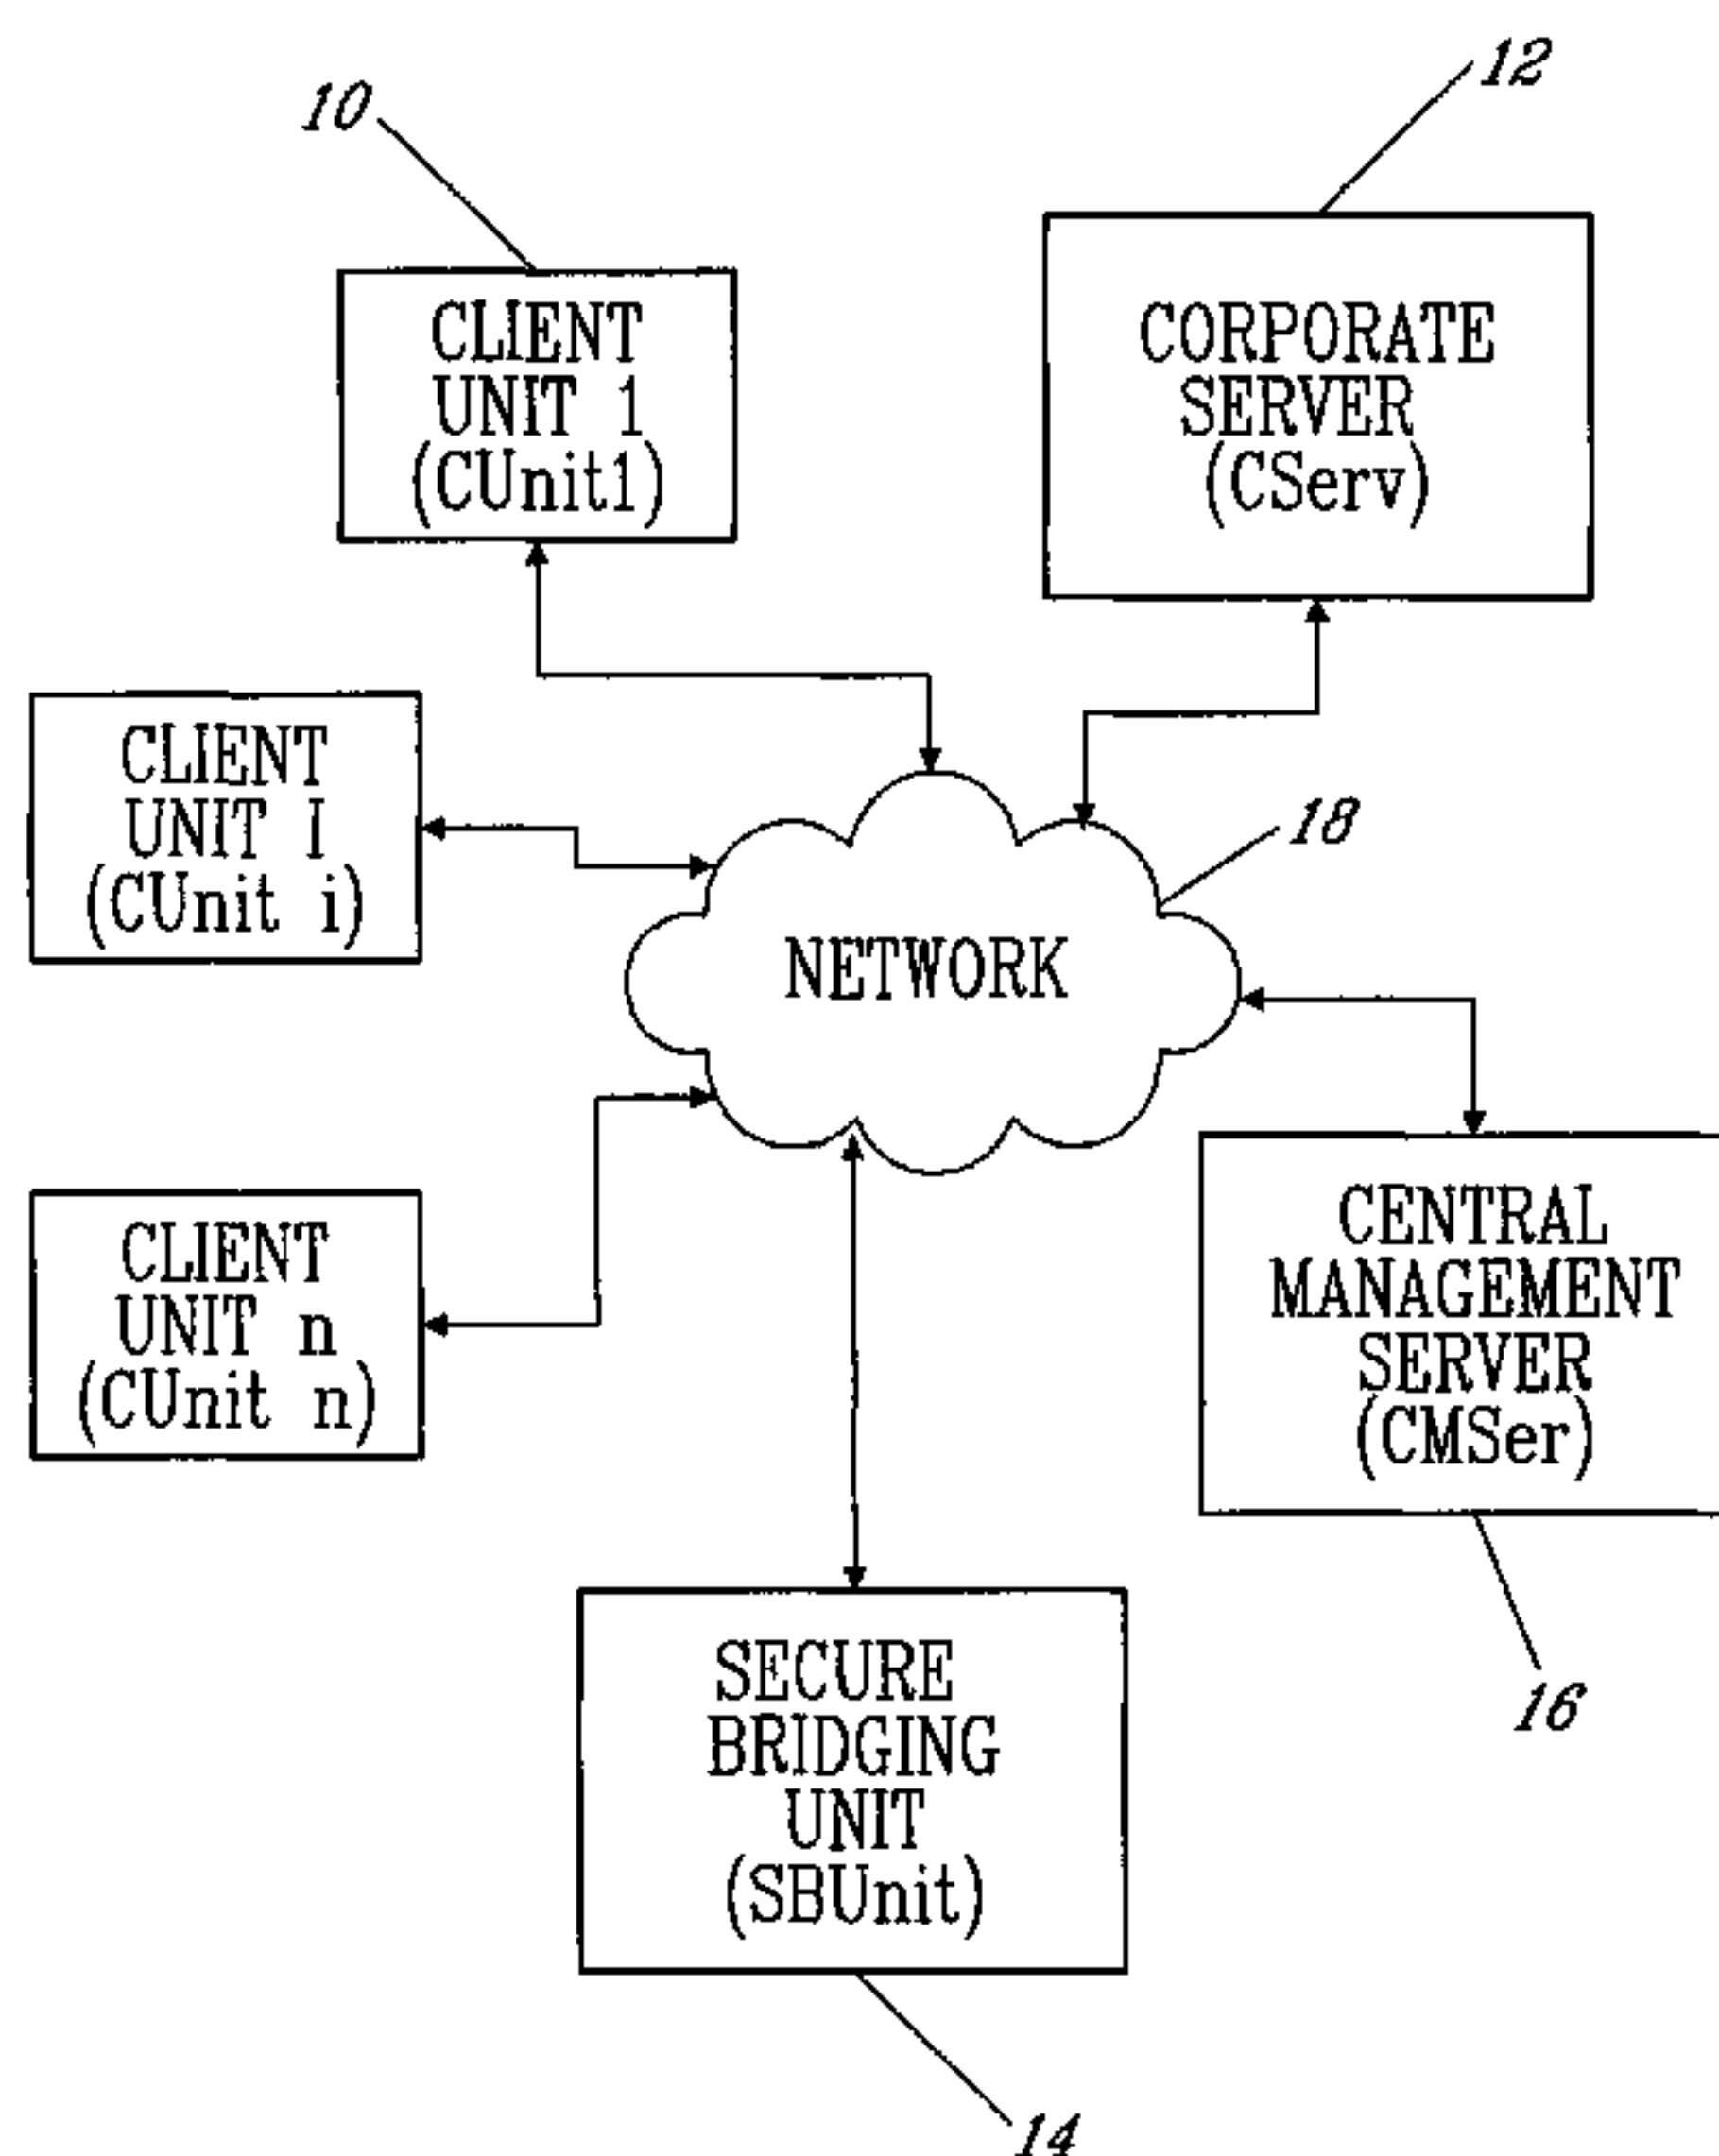 12
10
CLIENT
UNIT 1
(CUnit1)
CORPORATE
SERVER
(CServ)
CLIENT
UNIT I
(CUnit i)
18
NETWORK
CLIENT
UNIT n
(CUnit n)
CENTRAL
MANAGEMENT
SERVER
(CMSer)
SECURE
BRIDGING
UNIT
(SBUnit)
16
14